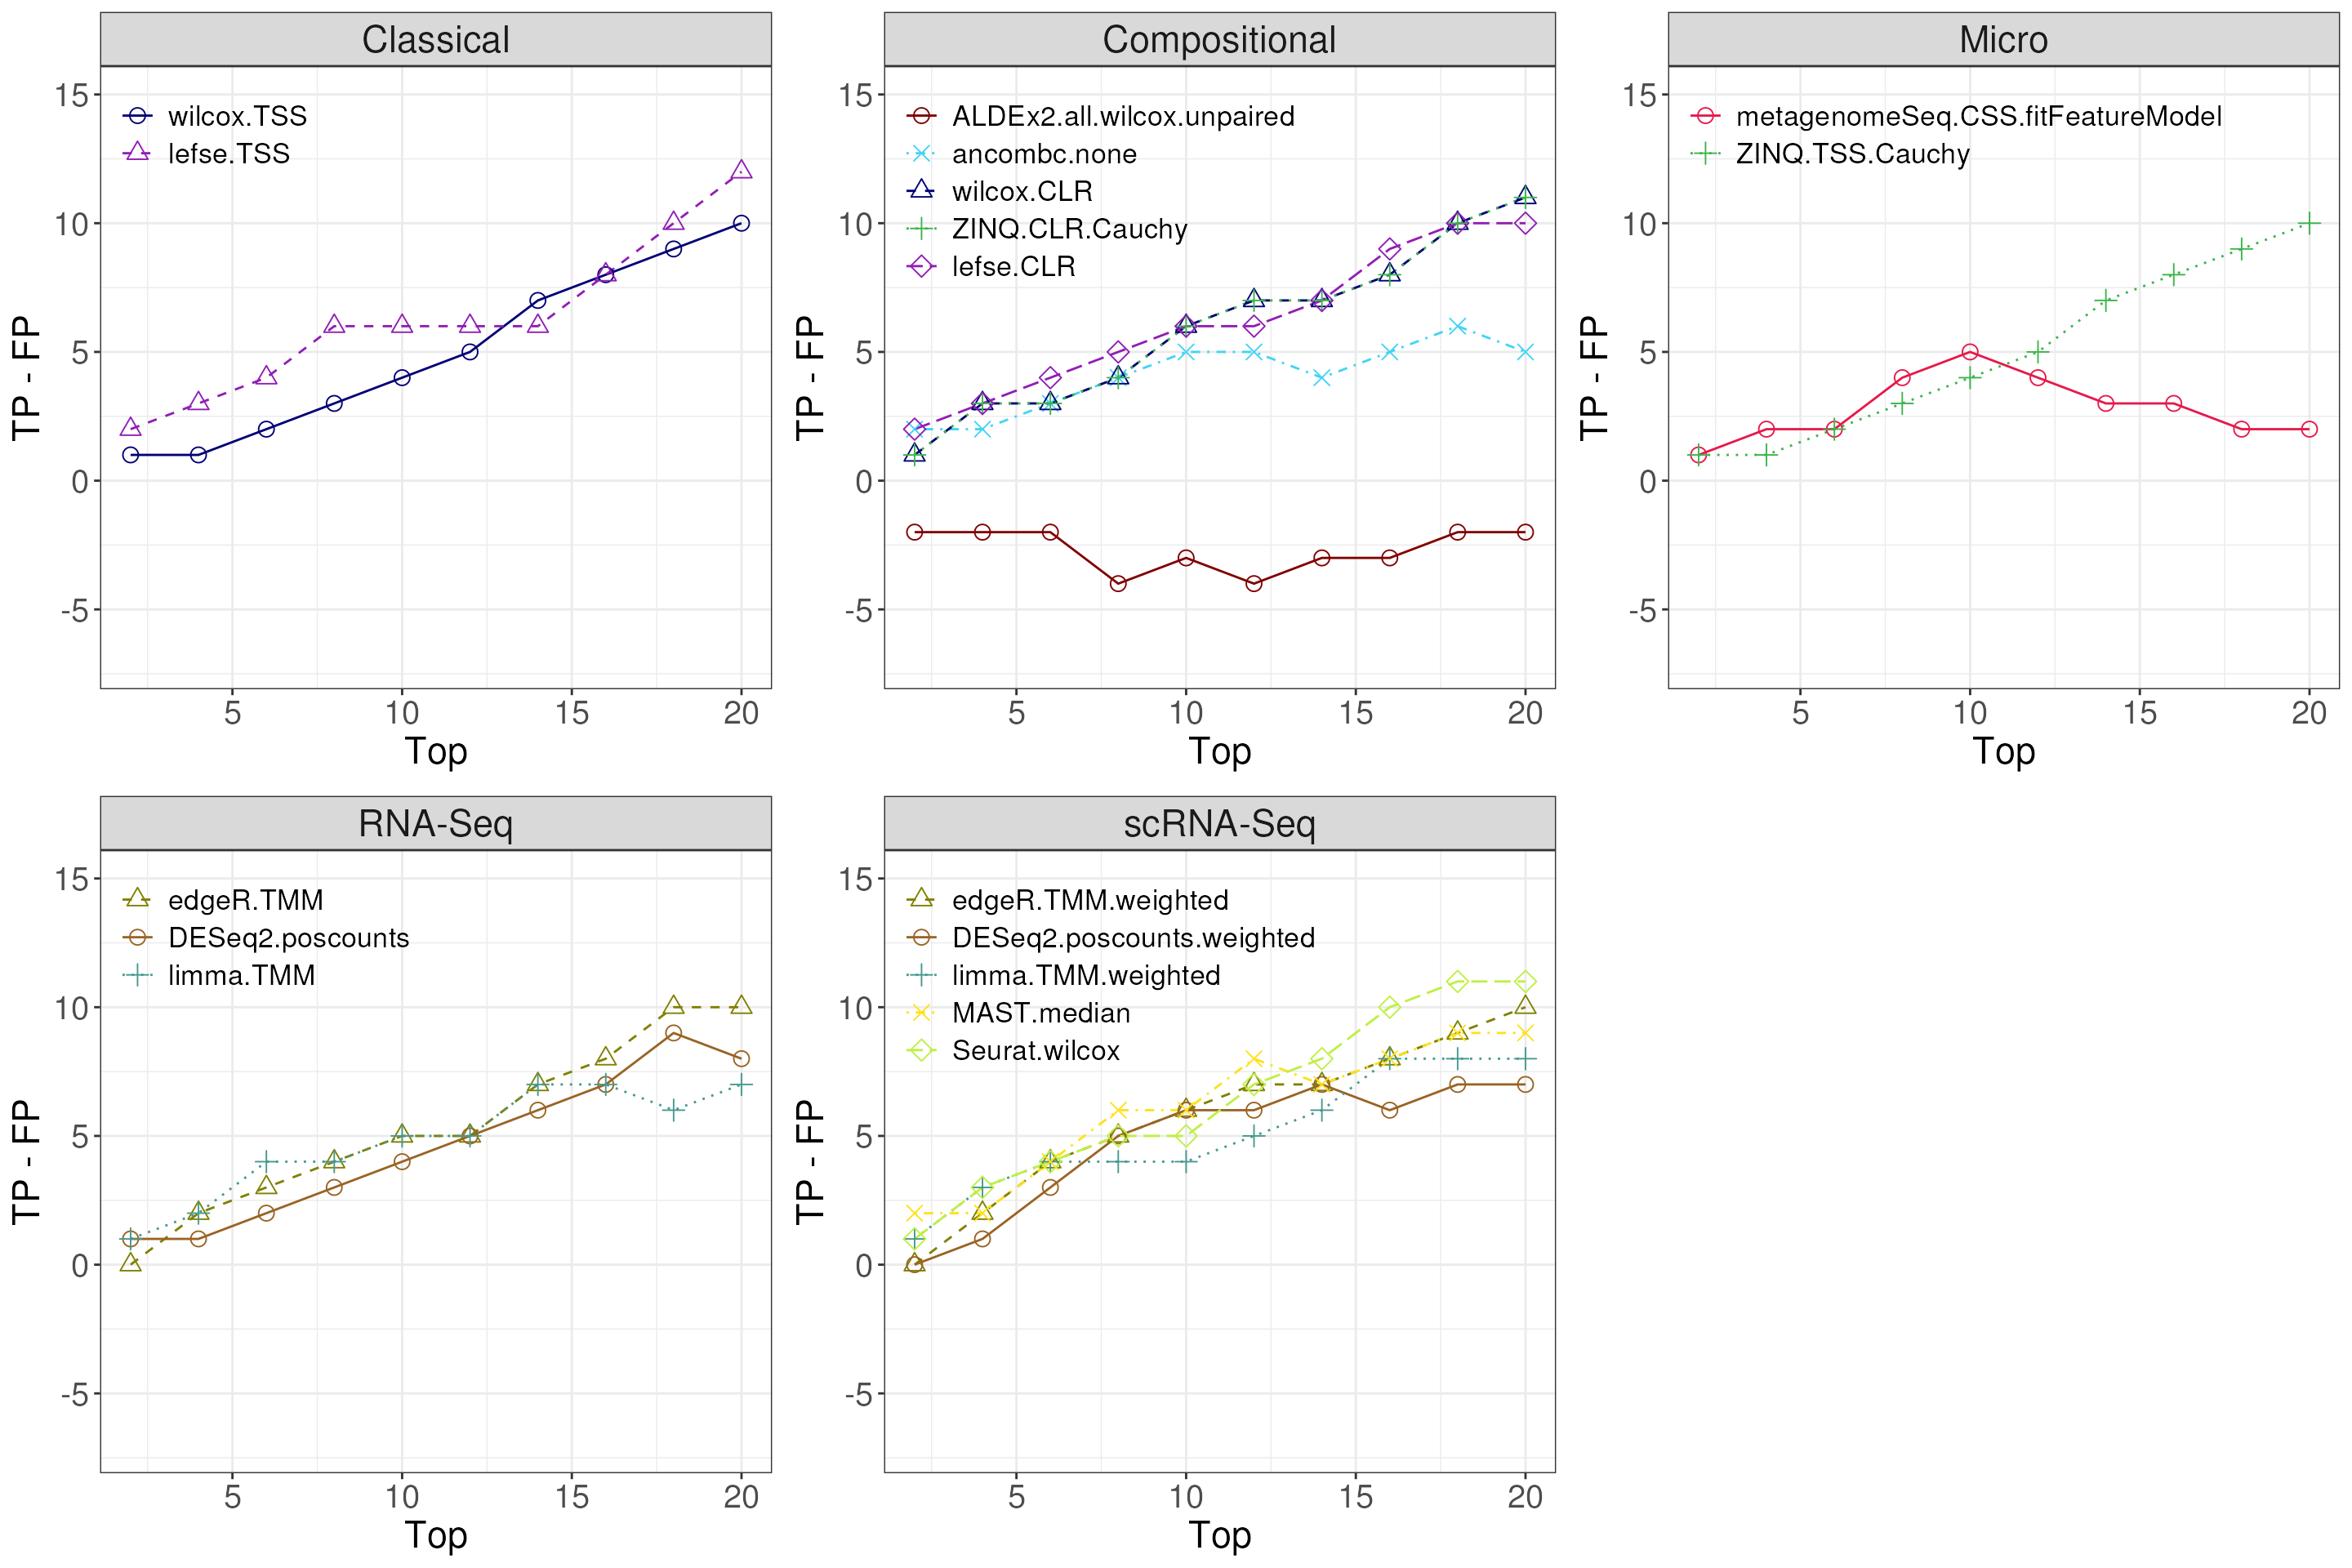 Classical
TP - FP
15
10
5
0
-5
wilcox.TSS
lefse.TSS
5 10 15 20
Top
Compositional
TP - FP
15
10
5
0
-5
ALDEx2.all.wilcox.unpaired
ancombc.none
wilcox.CLR
ZINQ.CLR.Cauchy
lefse.CLR
5 10 15 20
Top
Micro
TP - FP
15
10
5
0
-5
metagenomeSeq.CSS.fitFeatureModel
ZINQ.TSS.Cauchy
5 10 15 20
Top
RNA-Seq
TP - FP
15
10
5
0
-5
edgeR.TMM
DESeq2.poscounts
limma.TMM
5 10 15 20
Top
scRNA-Seq
TP - FP
15
10
5
0
-5
edgeR.TMM.weighted
DESeq2.poscounts.weighted
limma.TMM.weighted
MAST.median
Seurat.wilcox
5 10 15 20
Top